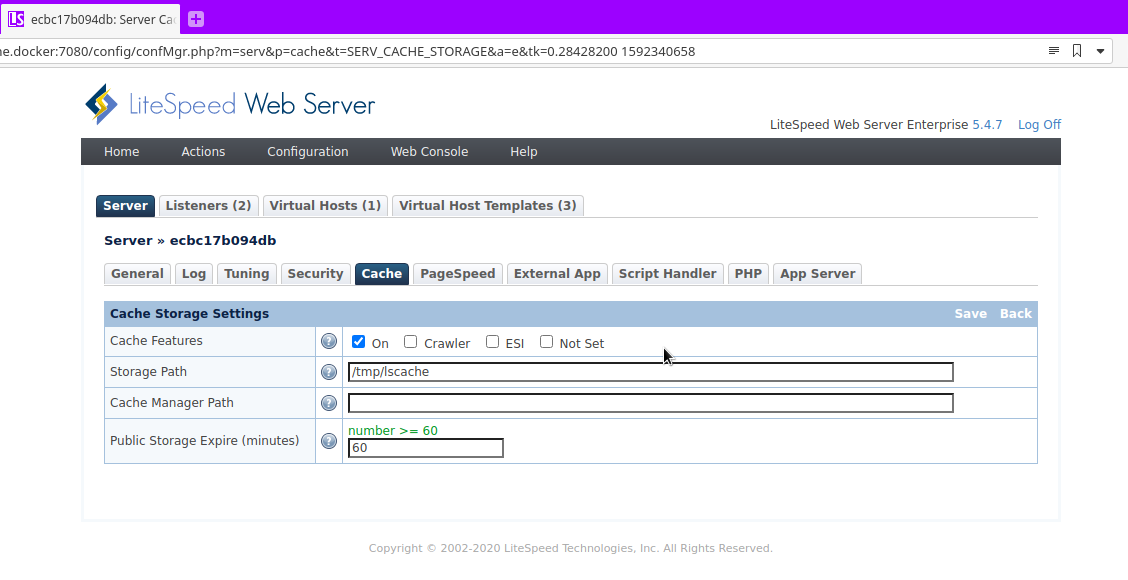 LS ecbc17b094db: Server Ca
ne.docker:7080/config/confMgr.php?m=serv&p=cache&t=SERV_CACHE_STORAGE&a=e&tk=0.28428200 1592340658
LiteSpeed Web Server
LiteSpeed Web Server Enterprise 5.4.7 Log Off
Home Actions Configuration Web Console Help
Server Listeners (2) Virtual Hosts (1) Virtual Host Templates (3)
Server » ecbc17b094db
General Log Tuning Security Cache PageSpeed External App Script Handler PHP App Server
Cache Storage Settings Save Back
Cache Features ? On Crawler ESI Not Set
Storage Path ? /tmp/lscache
Cache Manager Path ?
Public Storage Expire (minutes) ? number >= 60
60
Copyright © 2002-2020 LiteSpeed Technologies, Inc. All Rights Reserved.